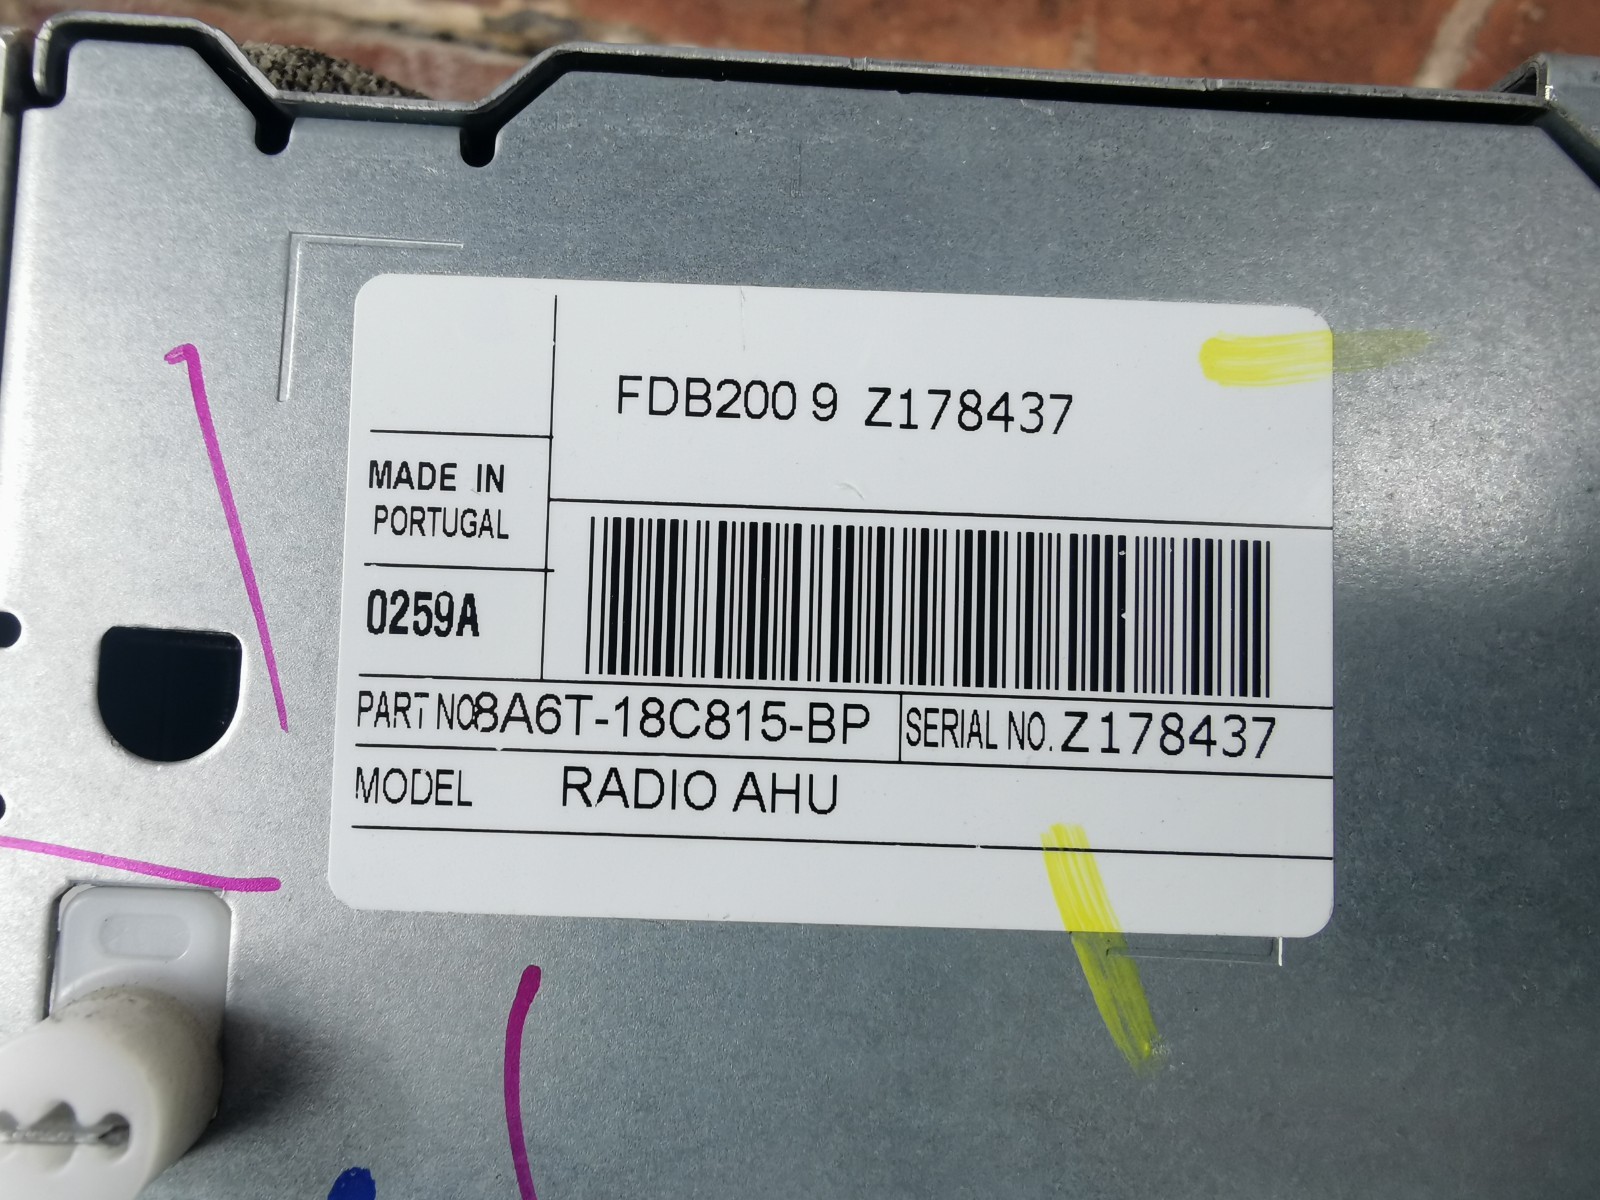 FDB200 9 Z178437
MADE IN
PORTUGAL
0259A
PART NO 8A6T-18C815-BP
SERIAL NO. Z178437
MODEL RADIO AHU